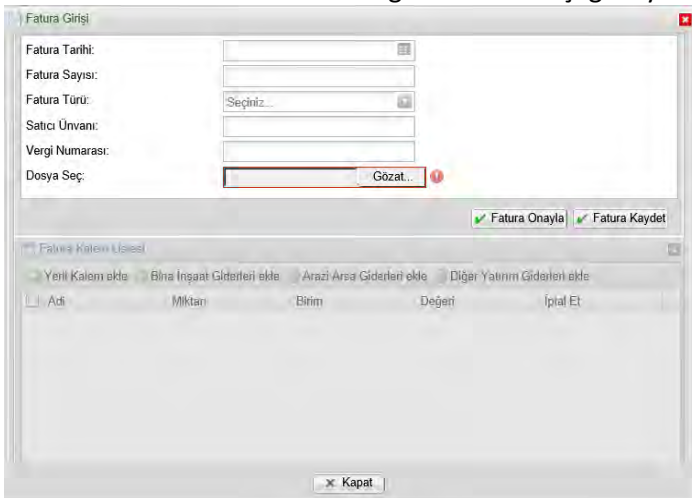 Fatura Girişi
Fatura Tarihi:
Fatura Sayısı:
Fatura Türü: Seçiniz...
Satıcı Ünvanı:
Vergi Numarası:
Dosya Seç: Gözat...
Fatura Onayla Fatura Kaydet
Fatura Kalem Listesi
Yerli Kalem ekle Bina İnşaat Giderleri ekle Arazi Arsa Giderleri ekle Diğer Yatırım Giderleri ekle
Adı Miktarı Birim Değeri İptal Et
Kapat